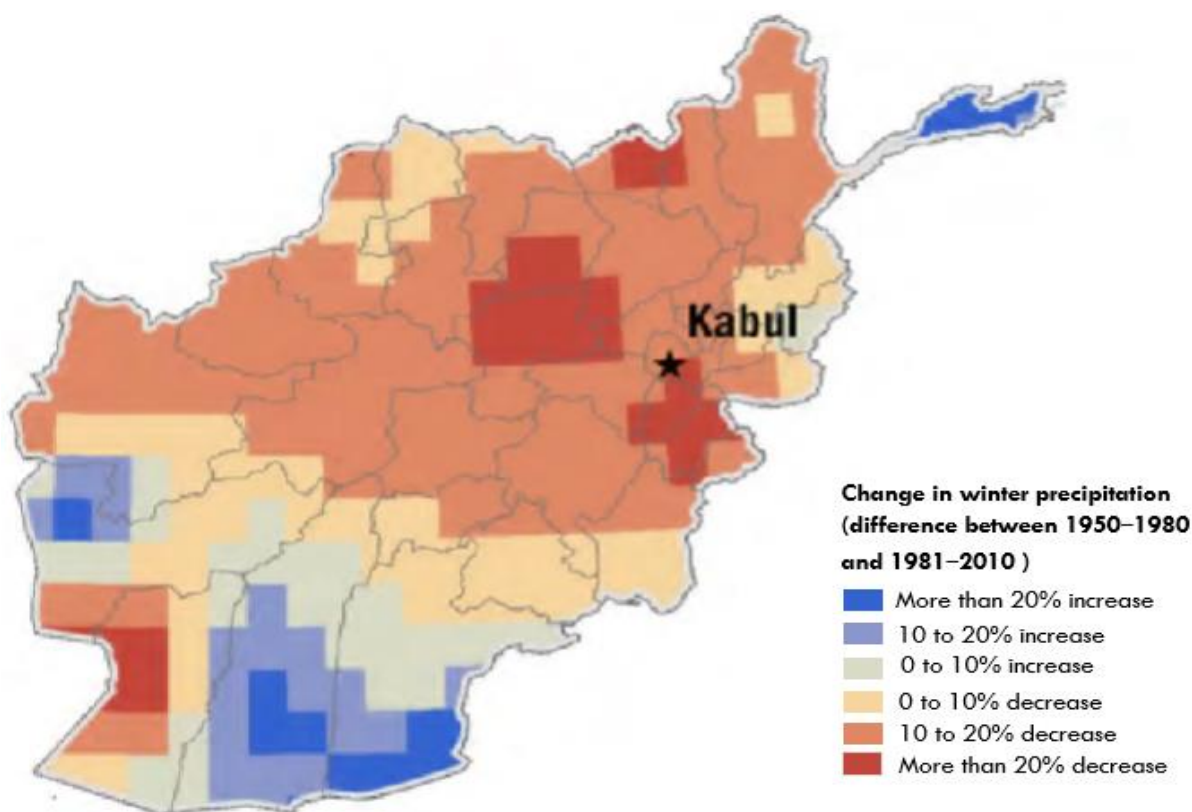 Kabul
Change in winter precipitation
(difference between 1950–1980
and 1981–2010 )
More than 20% increase
10 to 20% increase
0 to 10% increase
0 to 10% decrease
10 to 20% decrease
More than 20% decrease